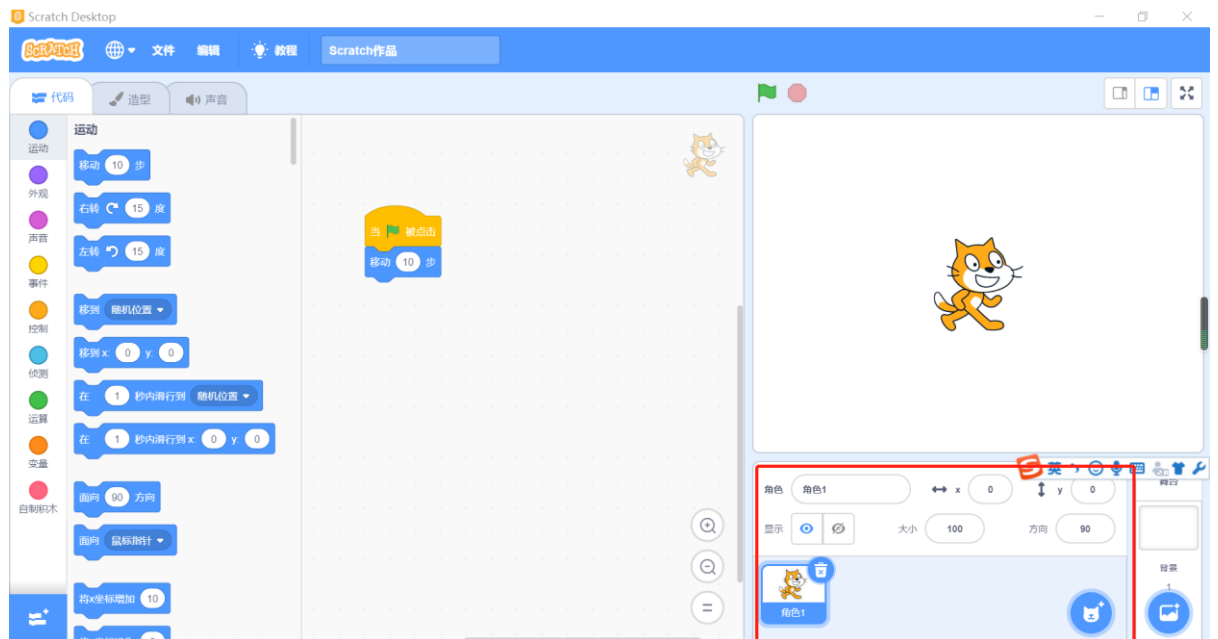 Scratch Desktop
SCRATCH 文件 编辑 教程 Scratch作品
代码 造型 声音
运动
外观
声音
事件
控制
侦测
运算
变量
自制积木
运动
移动 10 步
右转 15 度
左转 15 度
移到 随机位置
移到 x: 0 y: 0
在 1 秒内滑行到 随机位置
在 1 秒内滑行到 x: 0 y: 0
面向 90 方向
面向 鼠标指针
将x坐标增加 10
当 被点击
移动 10 步
英
角色 角色1 x 0 y 0
显示 大小 100 方向 90
角色1
舞台
背景
1